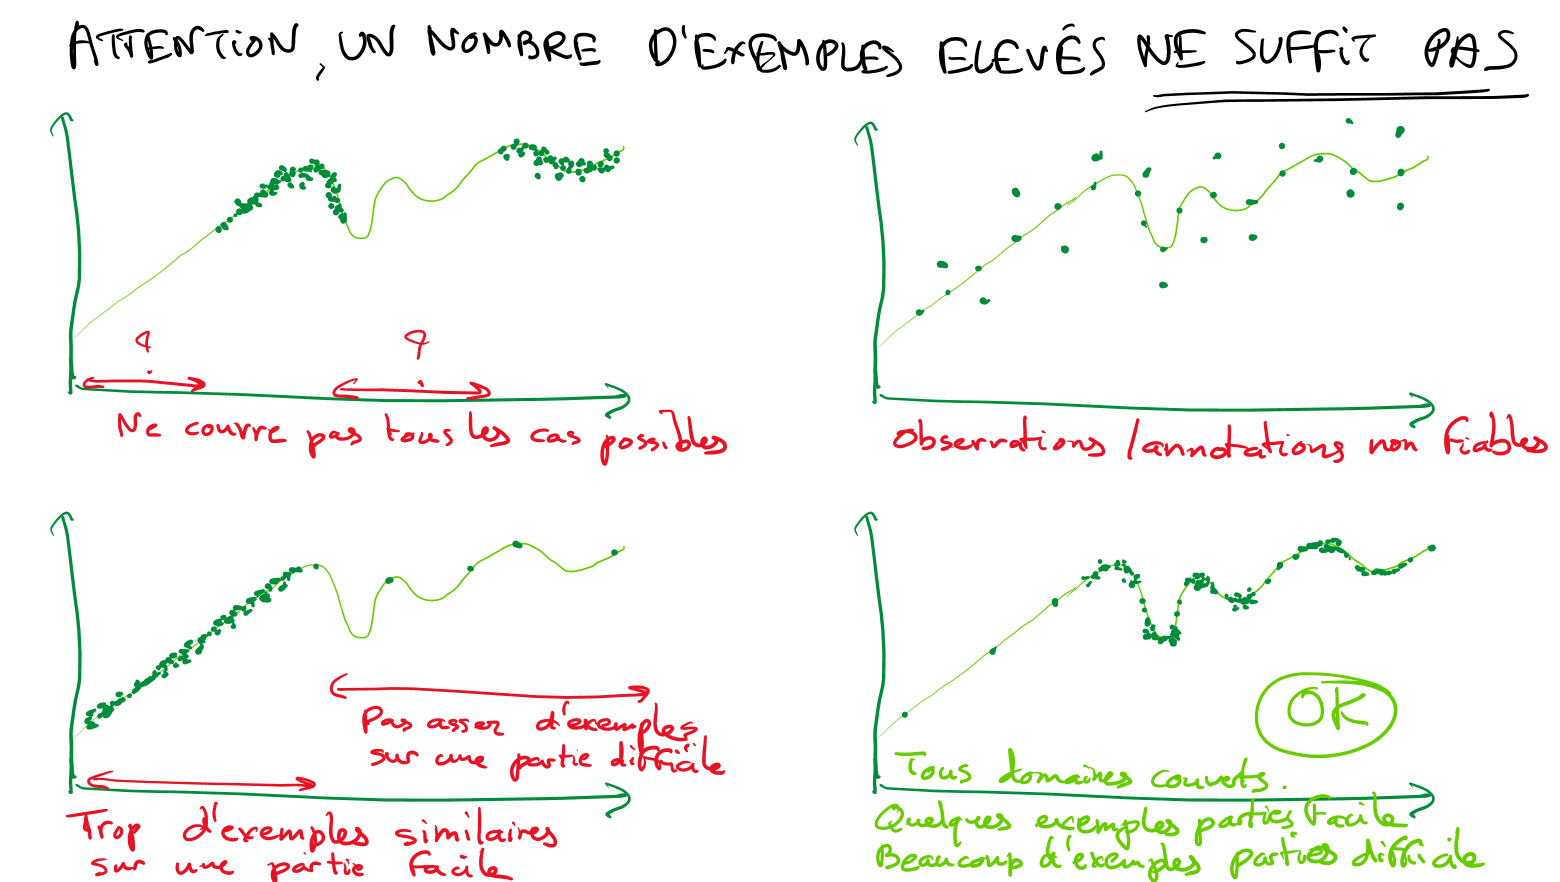 ATTENTION, UN NOMBRE D'EXEMPLES ELEVÉS NE SUFFIT PAS
? ?
Ne couvre pas tous les cas possibles
Observations / annotations non fiables
Pas assez d'exemples
sur une partie difficile
Trop d'exemples similaires
sur une partie facile
OK
Tous domaines couverts.
Quelques exemples parties facile
Beaucoup d'exemples parties difficile